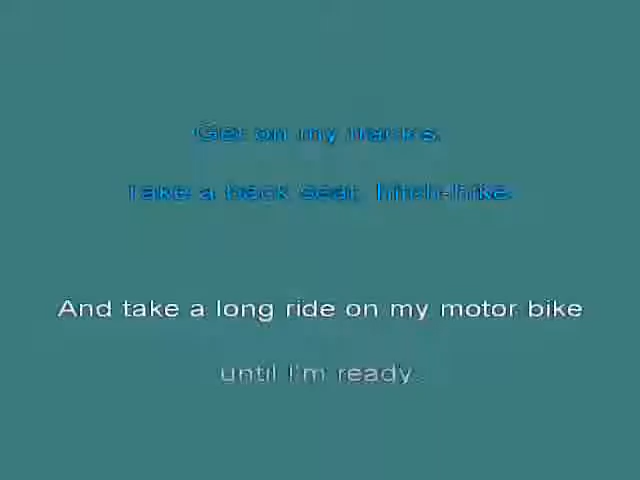 Get on my tracks.
Take a back seat, hitch-hike
And take a long ride on my motor bike
until I'm ready